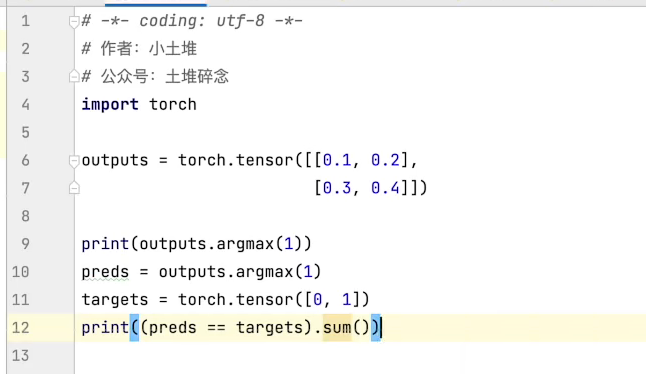 1 # -*- coding: utf-8 -*-
2 # 作者：小土堆
3 # 公众号：土堆碎念
4 import torch
5
6 outputs = torch.tensor([[0.1, 0.2],
7                         [0.3, 0.4]])
8
9 print(outputs.argmax(1))
10 preds = outputs.argmax(1)
11 targets = torch.tensor([0, 1])
12 print((preds == targets).sum())
13